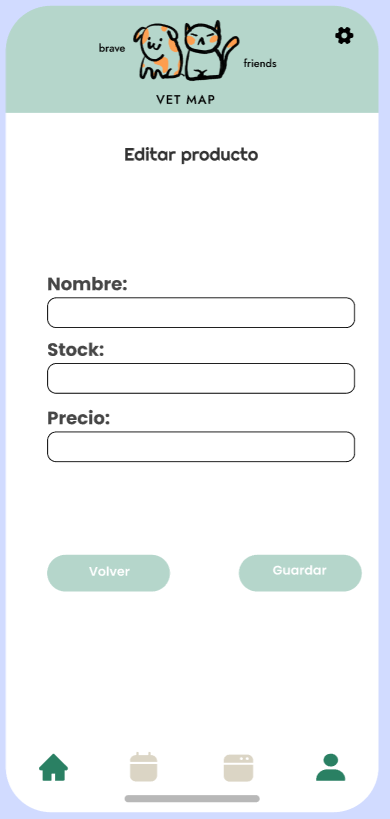 brave
friends
VET MAP
Editar producto
Nombre:
Stock:
Precio:
Volver
Guardar